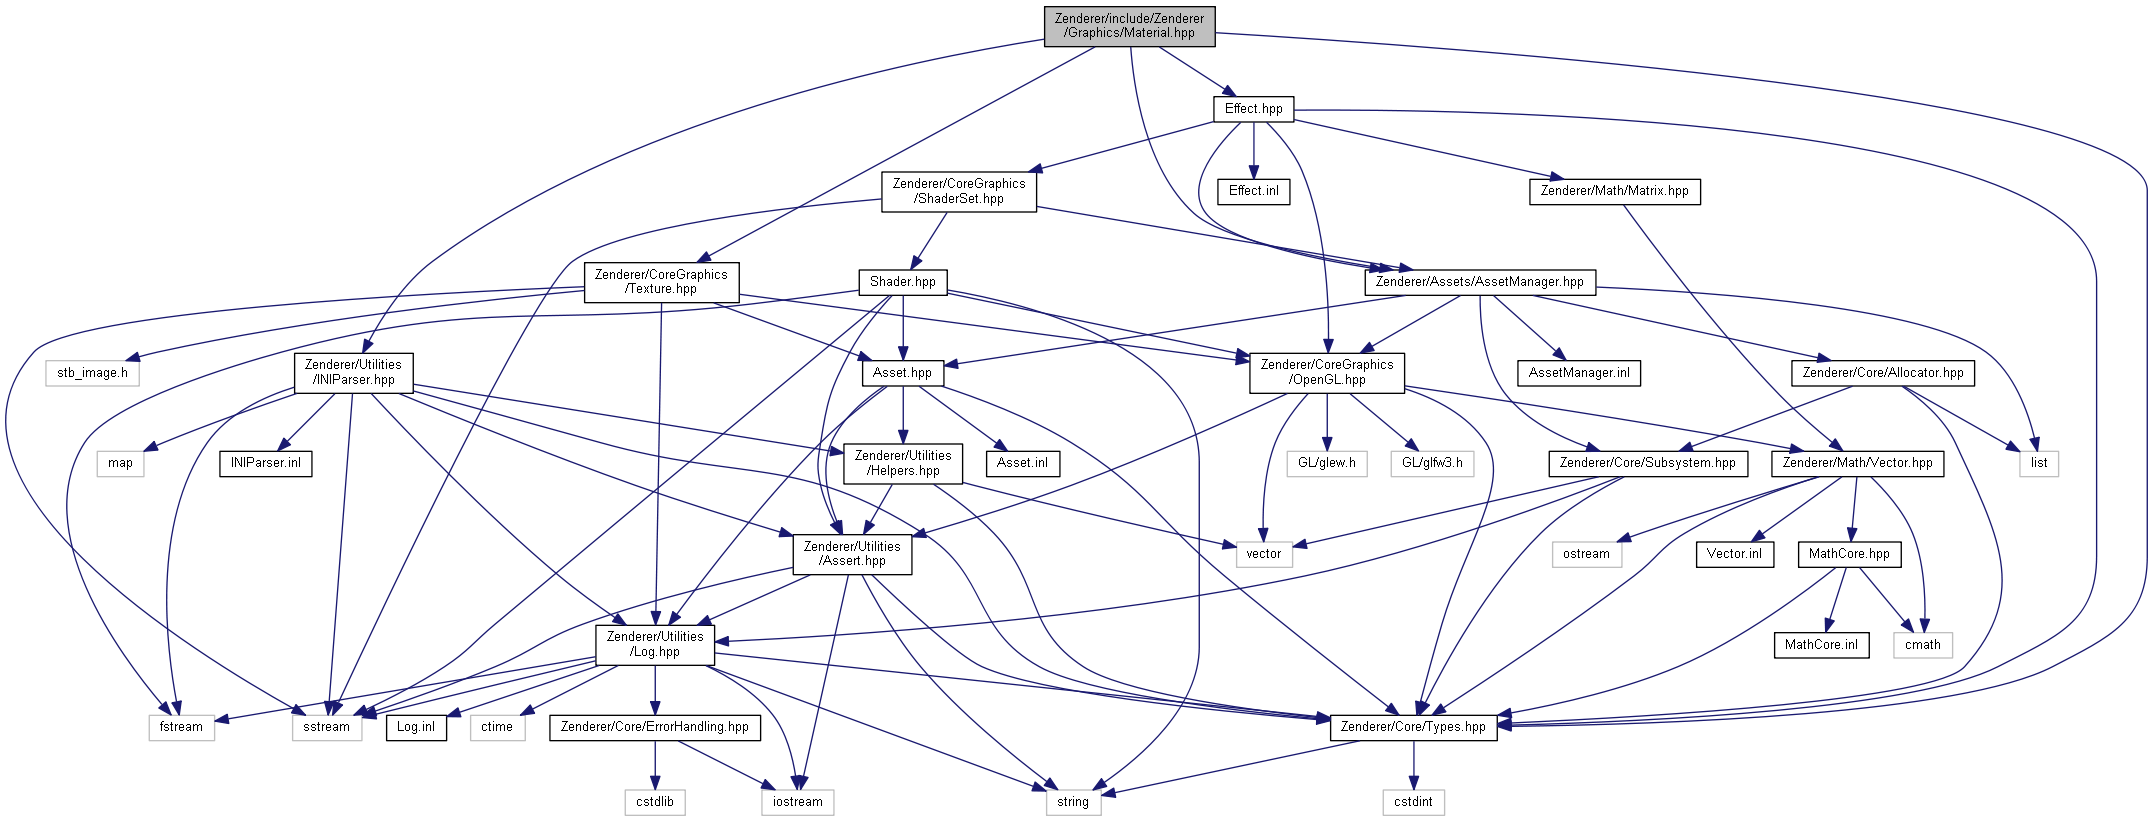 Zenderer/include/Zenderer
/Graphics/Material.hpp
Effect.hpp
Zenderer/CoreGraphics
/ShaderSet.hpp
Effect.inl
Zenderer/Math/Matrix.hpp
Zenderer/CoreGraphics
/Texture.hpp
Shader.hpp
Zenderer/Assets/AssetManager.hpp
stb_image.h
Zenderer/Utilities
/INIParser.hpp
Asset.hpp
Zenderer/CoreGraphics
/OpenGL.hpp
AssetManager.inl
Zenderer/Core/Allocator.hpp
map
INIParser.inl
Zenderer/Utilities
/Helpers.hpp
Asset.inl
GL/glew.h
GL/glfw3.h
Zenderer/Core/Subsystem.hpp
Zenderer/Math/Vector.hpp
list
Zenderer/Utilities
/Assert.hpp
vector
ostream
Vector.inl
MathCore.hpp
Zenderer/Utilities
/Log.hpp
MathCore.inl
cmath
fstream
sstream
Log.inl
ctime
Zenderer/Core/ErrorHandling.hpp
Zenderer/Core/Types.hpp
cstdlib
iostream
string
cstdint